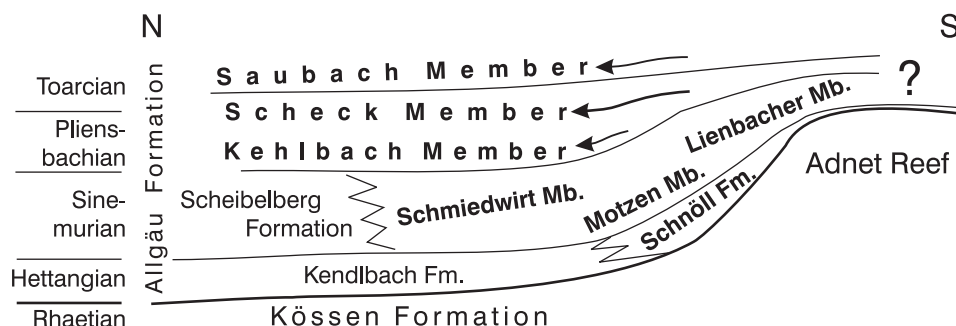 N
S
Toarcian
Pliens-
bachian
Sine-
murian
Hettangian
Rhaetian
Allgäu Formation
Saubach Member
Scheck Member
Kehlbach Member
Scheibelberg
Formation
Schmiedwirt Mb.
Motzen Mb.
Lienbacher Mb.
Schnöll Fm.
?
Adnet Reef
Kendlbach Fm.
Kössen Formation